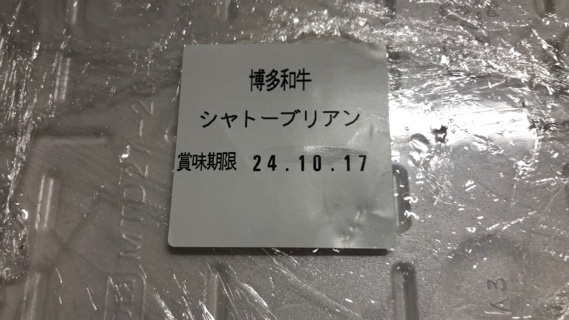 博多和牛
シャトーブリアン
賞味期限 24.10.17